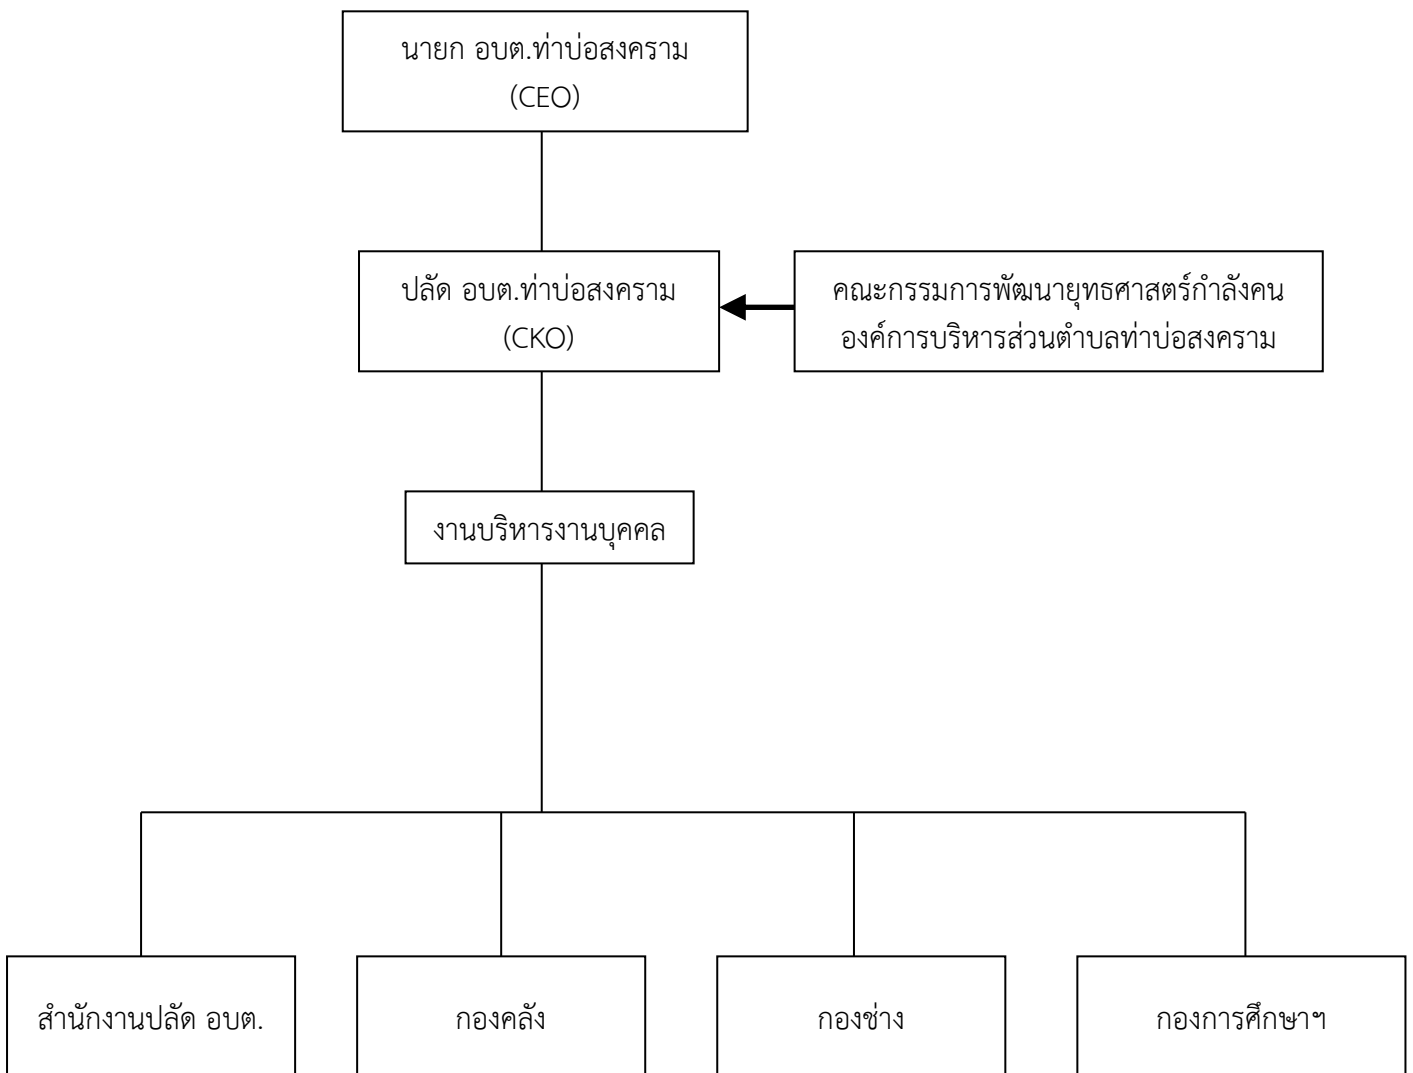 นายก อบต.ท่าบ่อสงคราม
(CEO)
ปลัด อบต.ท่าบ่อสงคราม
(CKO)
คณะกรรมการพัฒนายุทธศาสตร์กำลังคน
องค์การบริหารส่วนตำบลท่าบ่อสงคราม
งานบริหารงานบุคคล
สำนักงานปลัด อบต.
กองคลัง
กองช่าง
กองการศึกษาฯ